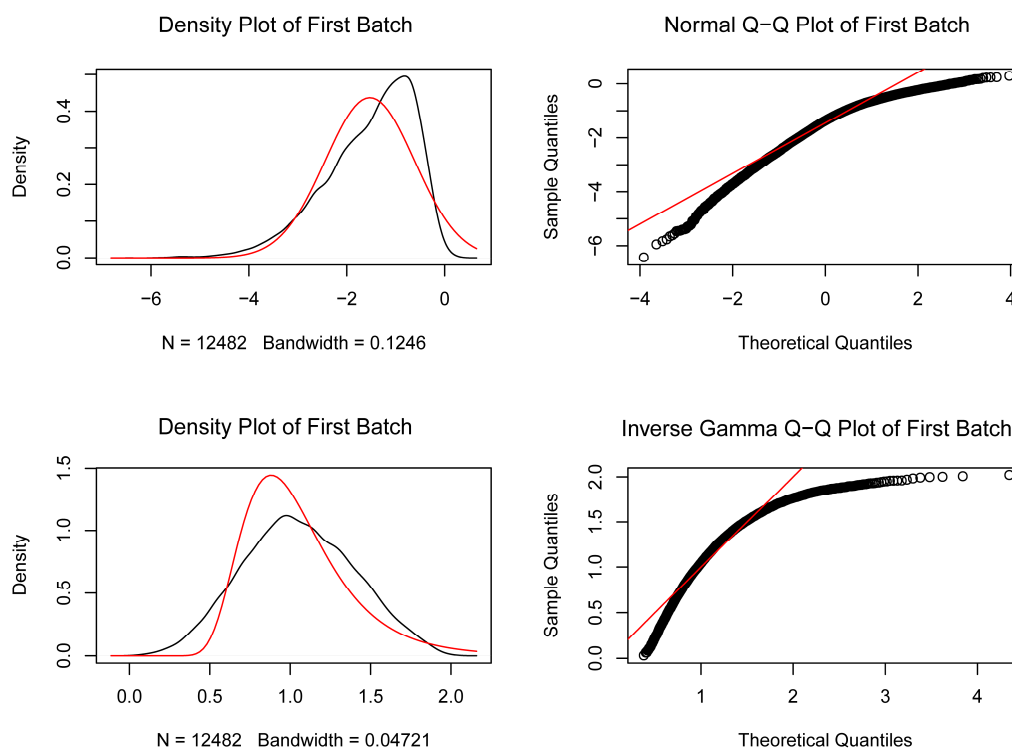 Density Plot of First Batch
Density
0.0 0.2 0.4
−6 −4 −2 0
N = 12482 Bandwidth = 0.1246
Normal Q−Q Plot of First Batch
Sample Quantiles
−6 −4 −2 0
−4 −2 0 2 4
Theoretical Quantiles
Density Plot of First Batch
Density
0.0 0.5 1.0 1.5
0.0 0.5 1.0 1.5 2.0
N = 12482 Bandwidth = 0.04721
Inverse Gamma Q−Q Plot of First Batch
Sample Quantiles
0.0 0.5 1.0 1.5 2.0
1 2 3 4
Theoretical Quantiles